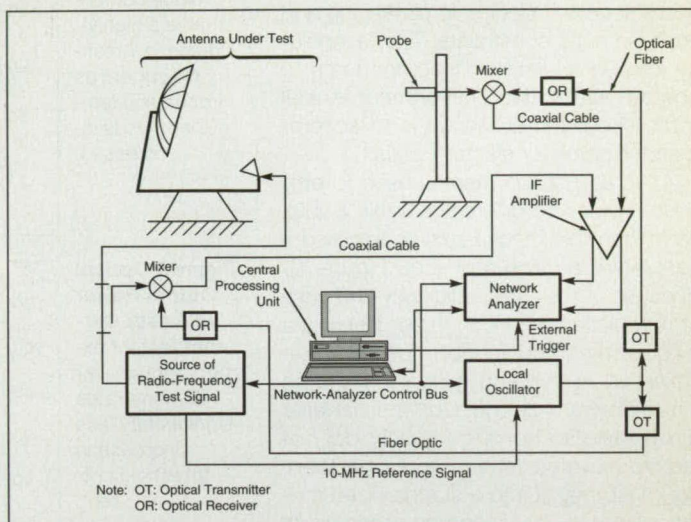 Antenna Under Test
Probe
Mixer
Optical
Fiber
OR
Coaxial Cable
IF
Amplifier
Coaxial Cable
Mixer
Central
Processing
Unit
Network
Analyzer
OR
External
Trigger
OT
Source of
Radio-Frequency
Test Signal
Network-Analyzer Control Bus
Local
Oscillator
OT
Fiber Optic
10-MHz Reference Signal
Note: OT: Optical Transmitter
OR: Optical Receiver